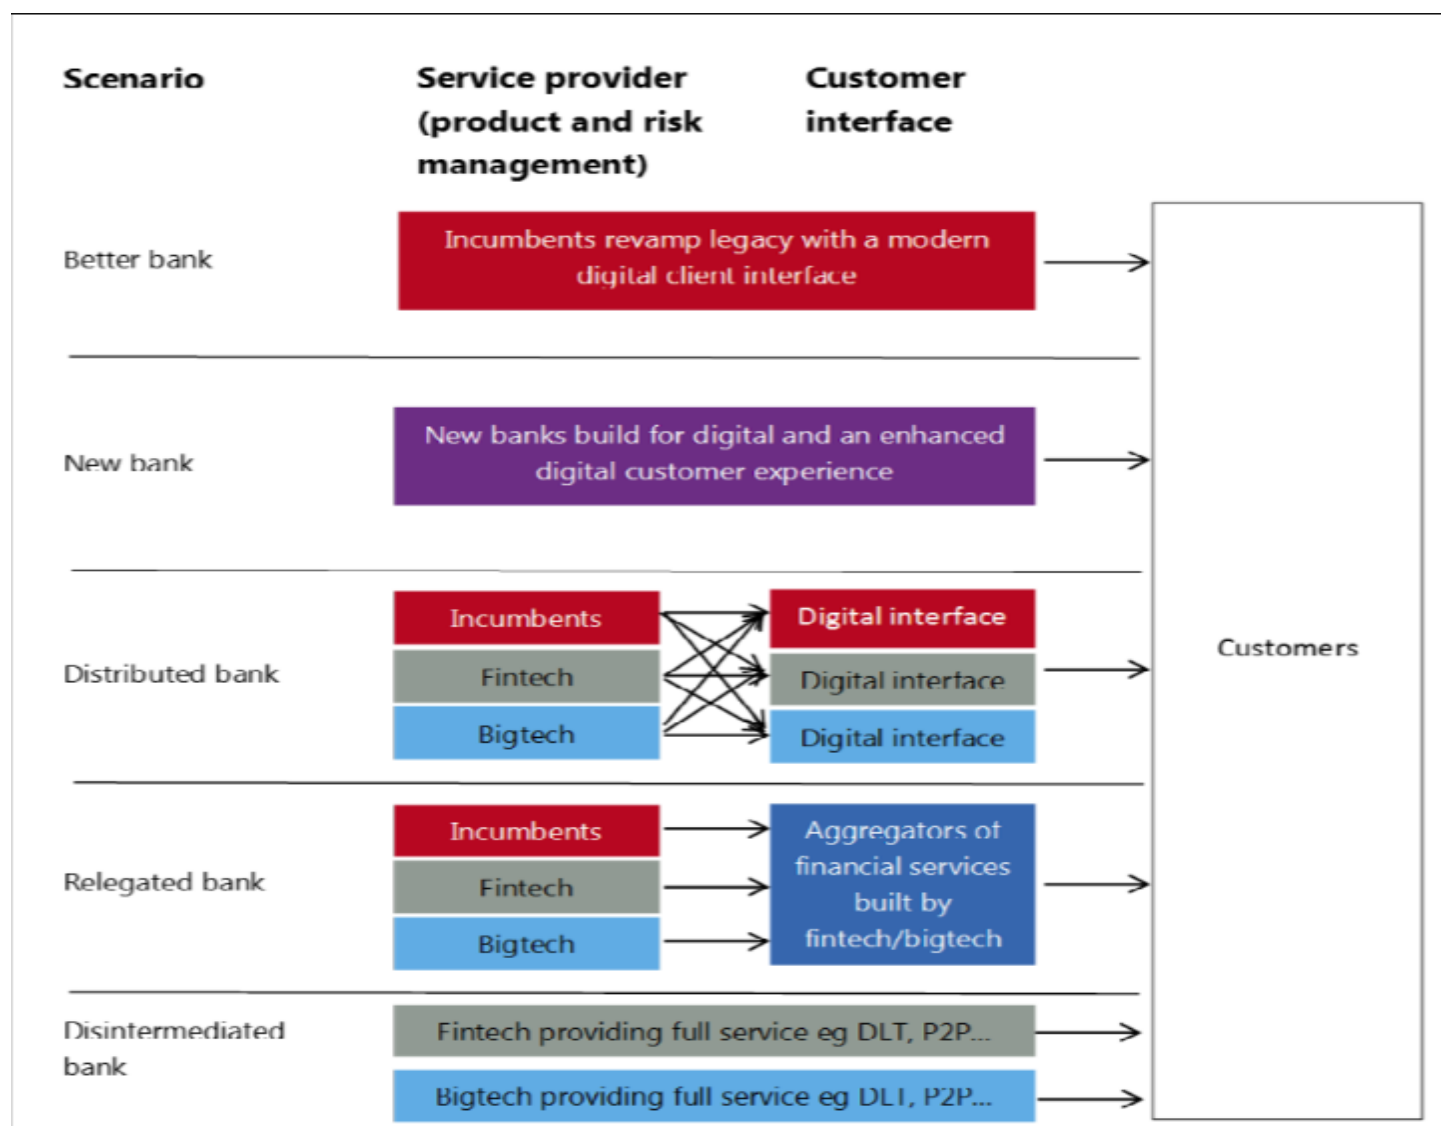 Scenario
Service provider
(product and risk
management)
Customer
interface
Better bank
Incumbents revamp legacy with a modern
digital client interface
New bank
New banks build for digital and an enhanced
digital customer experience
Distributed bank
Incumbents
Fintech
Bigtech
Digital interface
Digital interface
Digital interface
Customers
Relegated bank
Incumbents
Fintech
Bigtech
Aggregators of
financial services
built by
fintech/bigtech
Disintermediated
bank
Fintech providing full service eg DLT, P2P...
Bigtech providing full service eg DLT, P2P...